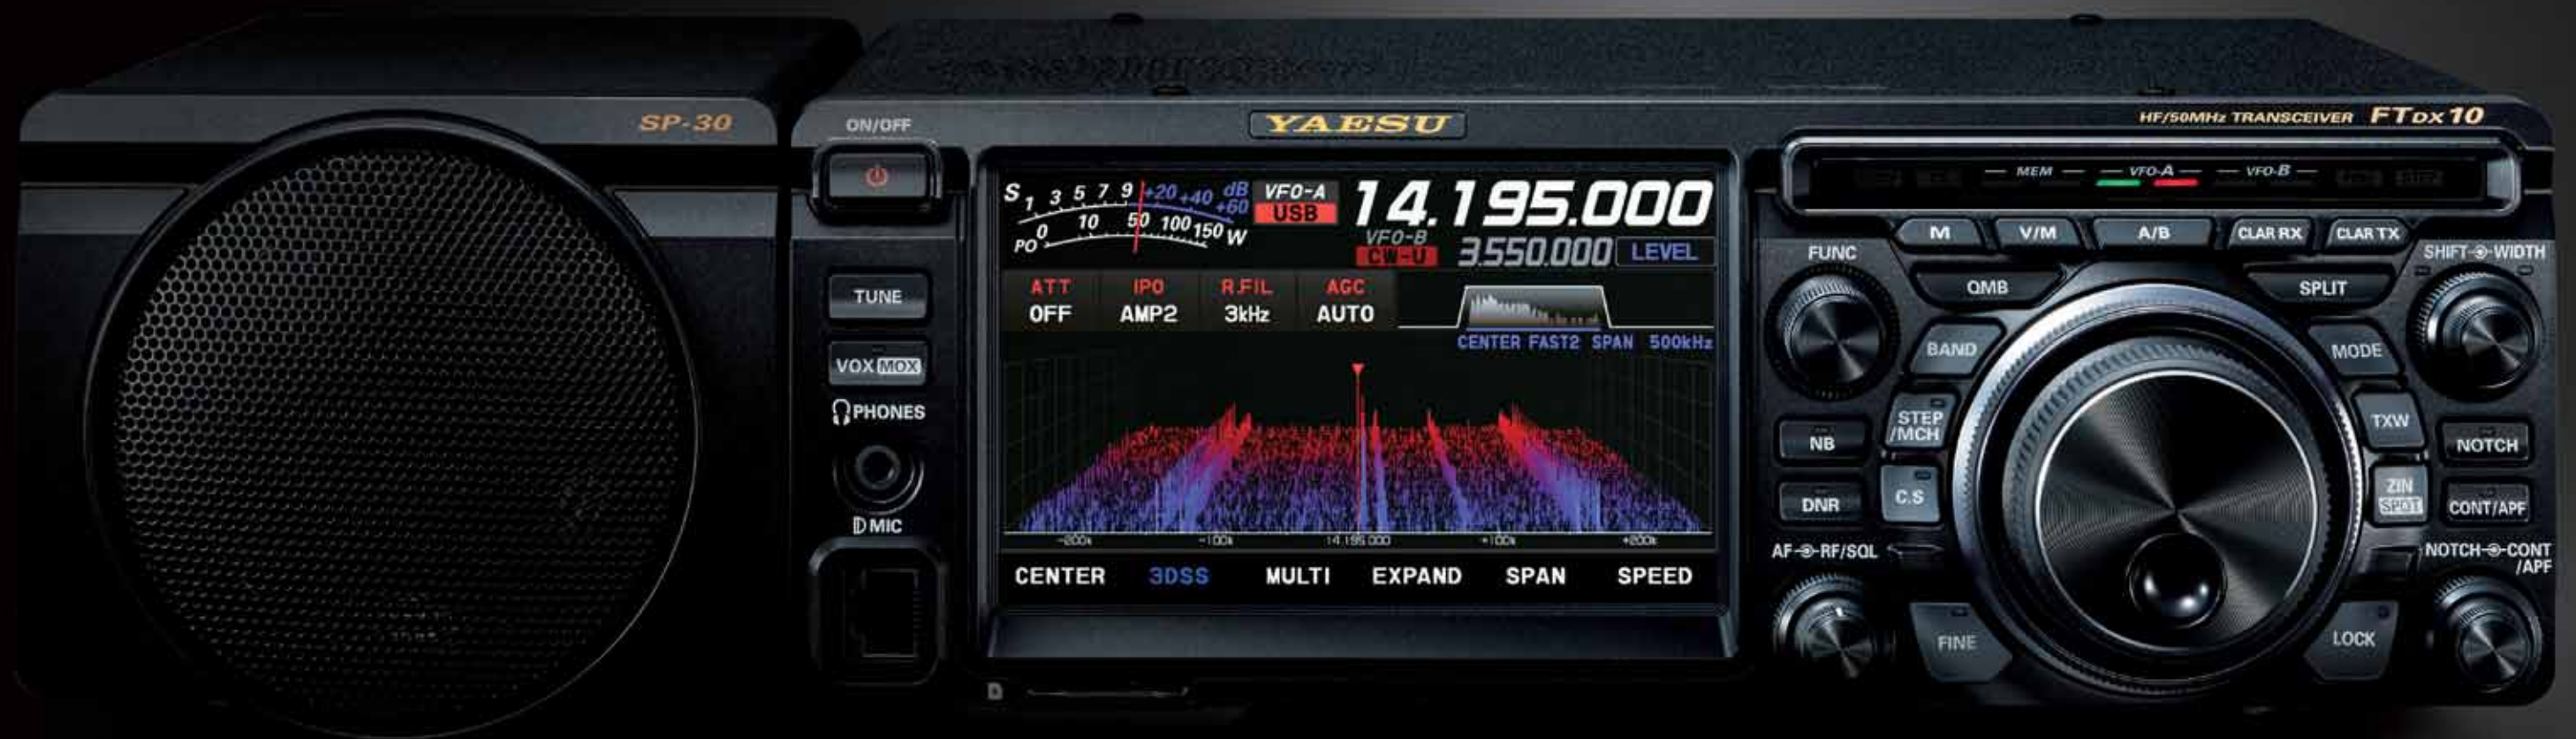 SP-30
ON/OFF
YAESU
HF/50MHz TRANSCEIVER FTDX10
TUNE
VOX MOX
PHONES
MIC
S 1 3 5 7 9 +20 +40 +60 dB
PO 0 10 50 100 150 W
VFO-A
USB
14.195.000
VFO-B
CW-U
3.550.000
LEVEL
ATT IPO R.FIL AGC
OFF AMP2 3kHz AUTO
CENTER FAST2 SPAN 500kHz
-200k -100k 14.195.000 +100k +200k
CENTER 3DSS MULTI EXPAND SPAN SPEED
MEM VFO-A VFO-B
M V/M A/B CLAR RX CLAR TX
FUNC
SHIFT WIDTH
QMB SPLIT
BAND MODE
STEP
/MCH
TXW
NB
NOTCH
C.S
ZIN
SPOT
DNR
CONT/APF
AF RF/SQL
NOTCH CONT
/APF
FINE
LOCK